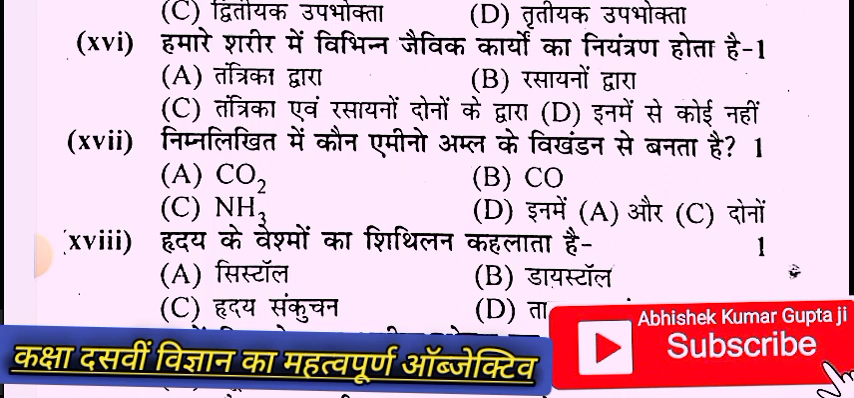 (C) द्वितीयक उपभोक्ता (D) तृतीयक उपभोक्ता
(xvi) हमारे शरीर में विभिन्न जैविक कार्यों का नियंत्रण होता है-1
(A) तंत्रिका द्वारा (B) रसायनों द्वारा
(C) तंत्रिका एवं रसायनों दोनों के द्वारा (D) इनमें से कोई नहीं
(xvii) निम्नलिखित में कौन एमीनो अम्ल के विखंडन से बनता है? 1
(A) CO₂ (B) CO
(C) NH₃ (D) इनमें (A) और (C) दोनों
(xviii) हृदय के वेश्मों का शिथिलन कहलाता है- 1
(A) सिस्टॉल (B) डायस्टॉल
(C) हृदय संकुचन (D)
Abhishek Kumar Gupta ji
Subscribe
कक्षा दसवीं विज्ञान का महत्वपूर्ण ऑब्जेक्टिव